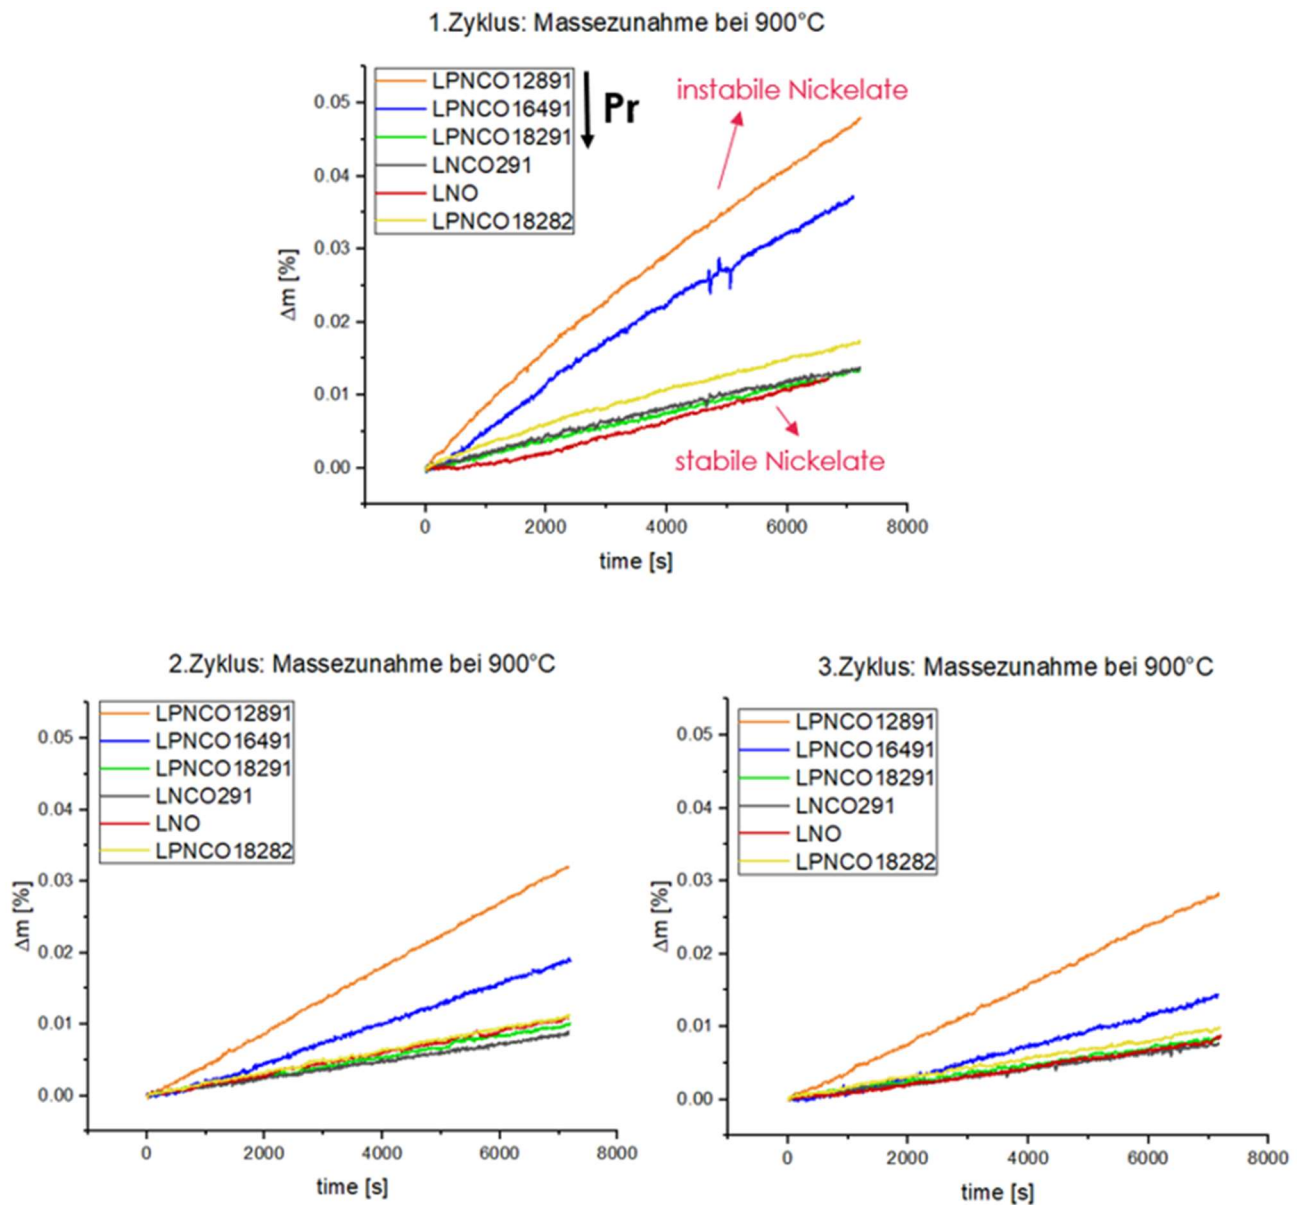 1.Zyklus: Massezunahme bei 900°C
LPNCO12891
LPNCO16491
LPNCO18291
LNCO291
LNO
LPNCO18282
Pr
instabile Nickelate
stabile Nickelate
0.05
0.04
0.03
0.02
0.01
0.00
Δm [%]
0 2000 4000 6000 8000
time [s]
2.Zyklus: Massezunahme bei 900°C
LPNCO12891
LPNCO16491
LPNCO18291
LNCO291
LNO
LPNCO18282
0.05
0.04
0.03
0.02
0.01
0.00
Δm [%]
0 2000 4000 6000 8000
time [s]
3.Zyklus: Massezunahme bei 900°C
LPNCO12891
LPNCO16491
LPNCO18291
LNCO291
LNO
LPNCO18282
0.05
0.04
0.03
0.02
0.01
0.00
Δm [%]
0 2000 4000 6000 8000
time [s]